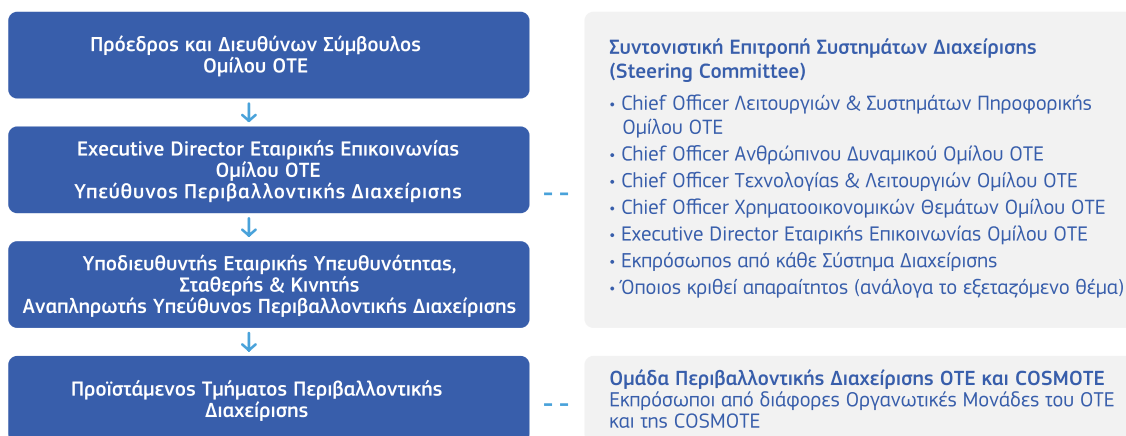 Πρόεδρος και Διευθύνων Σύμβουλος
Ομίλου ΟΤΕ
Executive Director Εταιρικής Επικοινωνίας
Ομίλου ΟΤΕ
Υπεύθυνος Περιβαλλοντικής Διαχείρισης
Υποδιευθυντής Εταιρικής Υπευθυνότητας,
Σταθερής & Κινητής
Αναπληρωτής Υπεύθυνος Περιβαλλοντικής Διαχείρισης
Προϊστάμενος Τμήματος Περιβαλλοντικής
Διαχείρισης
Συντονιστική Επιτροπή Συστημάτων Διαχείρισης
(Steering Committee)
• Chief Officer Λειτουργιών & Συστημάτων Πηροφορικής
Ομίλου ΟΤΕ
• Chief Officer Ανθρώπινου Δυναμικού Ομίλου ΟΤΕ
• Chief Officer Τεχνολογίας & Λειτουργιών Ομίλου ΟΤΕ
• Chief Officer Χρηματοοικονομικών Θεμάτων Ομίλου ΟΤΕ
• Executive Director Εταιρικής Επικοινωνίας Ομίλου ΟΤΕ
• Εκπρόσωπος από κάθε Σύστημα Διαχείρισης
• Όποιος κριθεί απαραίτητος (ανάλογα το εξεταζόμενο θέμα)
Ομάδα Περιβαλλοντικής Διαχείρισης ΟΤΕ και COSMOTE
Εκπρόσωποι από διάφορες Οργανωτικές Μονάδες του ΟΤΕ
και της COSMOTE